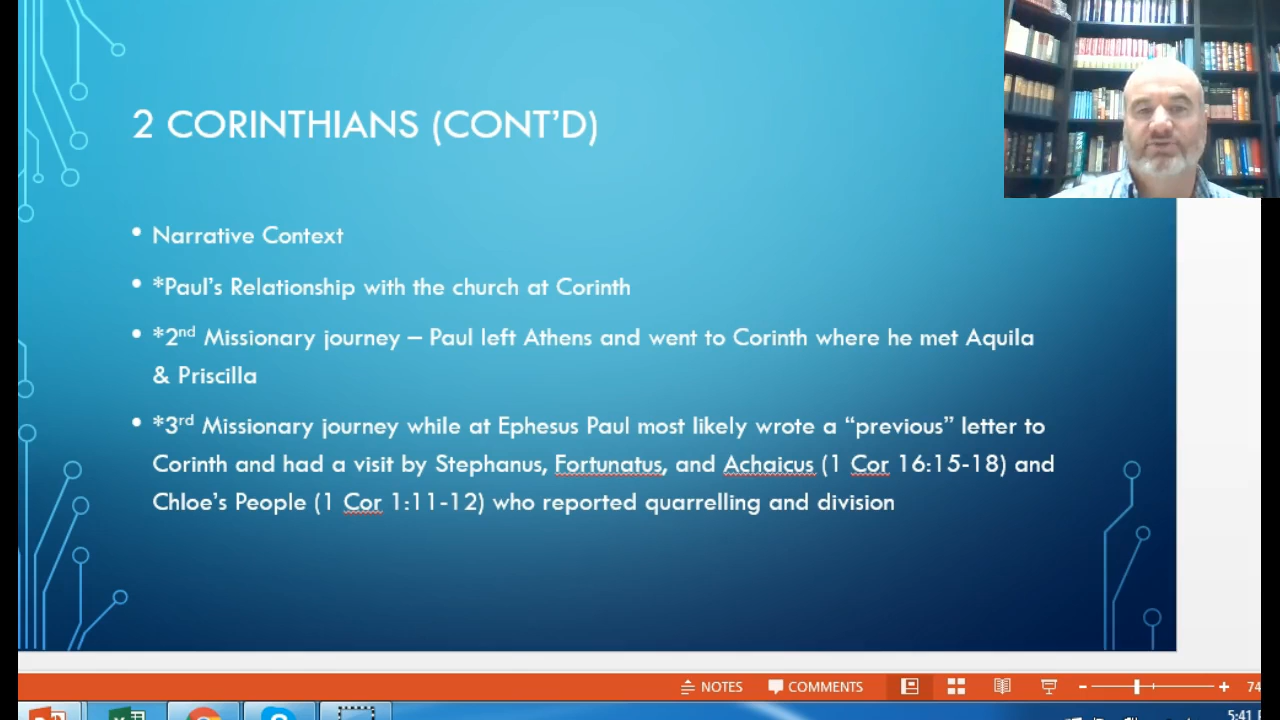 2 CORINTHIANS (CONT'D)
• Narrative Context
• *Paul's Relationship with the church at Corinth
• *2nd Missionary journey – Paul left Athens and went to Corinth where he met Aquila
& Priscilla
• *3rd Missionary journey while at Ephesus Paul most likely wrote a “previous” letter to
Corinth and had a visit by Stephanus, Fortunatus, and Achaicus (1 Cor 16:15-18) and
Chloe's People (1 Cor 1:11-12) who reported quarrelling and division
NOTES COMMENTS 74
5:41